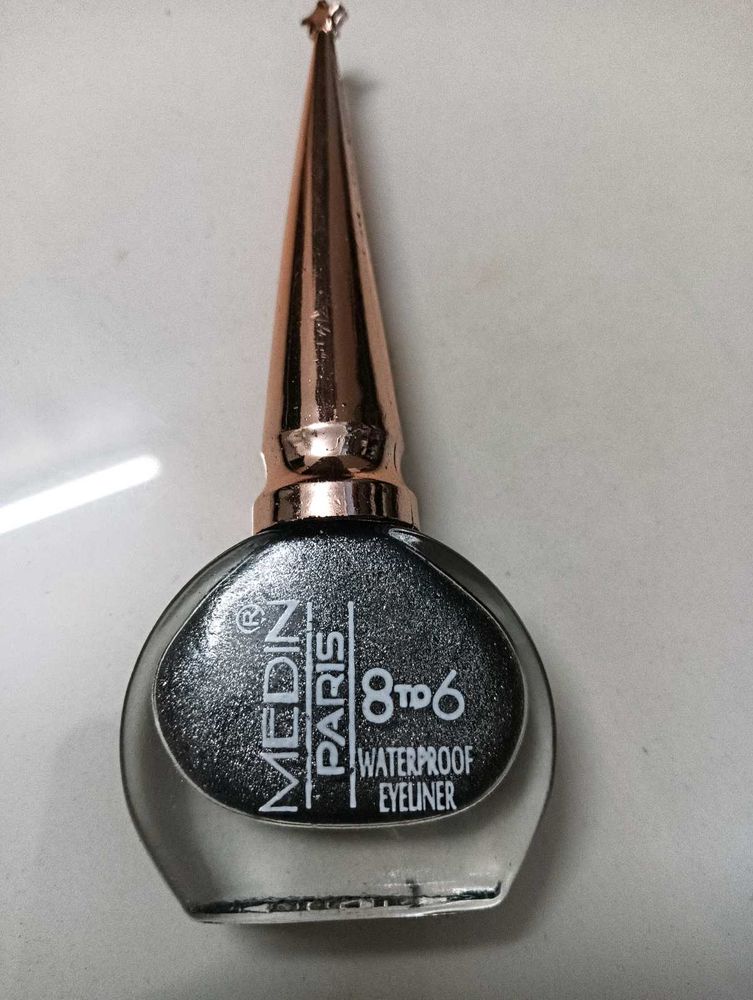 MEDIN®
PARIS
8TO6
WATERPROOF
EYELINER